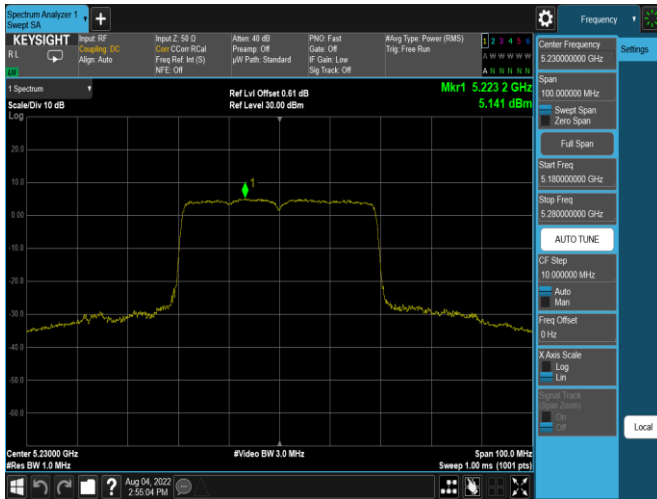 Spectrum Analyzer 1
Swept SA
+
Frequency
KEYSIGHT
R L
Input: RF
Coupling: DC
Align: Auto
Input Z: 50 Ω
Corr CCorr RCal
Freq Ref: Int (S)
NFE: Off
Atten: 40 dB
Preamp: Off
µW Path: Standard
PNO: Fast
Gate: Off
IF Gain: Low
Sig Track: Off
#Avg Type: Power (RMS)
Trig: Free Run
1 2 3 4 5 6
A W W W W W
A N N N N N
1 Spectrum
Scale/Div 10 dB
Log
Ref Lvl Offset 0.61 dB
Ref Level 30.00 dBm
Mkr1 5.223 2 GHz
5.141 dBm
1
20.0
10.0
0.00
-10.0
-20.0
-30.0
-40.0
-50.0
-60.0
Center 5.23000 GHz
#Res BW 1.0 MHz
#Video BW 3.0 MHz
Span 100.0 MHz
Sweep 1.00 ms (1001 pts)
Aug 04, 2022
2:55:04 PM
Center Frequency
5.230000000 GHz
Span
100.000000 MHz
Swept Span
Zero Span
Full Span
Start Freq
5.180000000 GHz
Stop Freq
5.280000000 GHz
AUTO TUNE
CF Step
10.000000 MHz
Auto
Man
Freq Offset
0 Hz
X Axis Scale
Log
Lin
Signal Track
(Span Zoom)
On
Off
Settings
Local